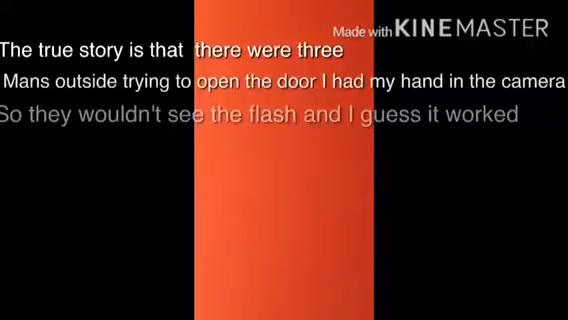 Made with KINEMASTER
The true story is that there were three
Mans outside trying to open the door I had my hand in the camera
So they wouldn't see the flash and I guess it worked